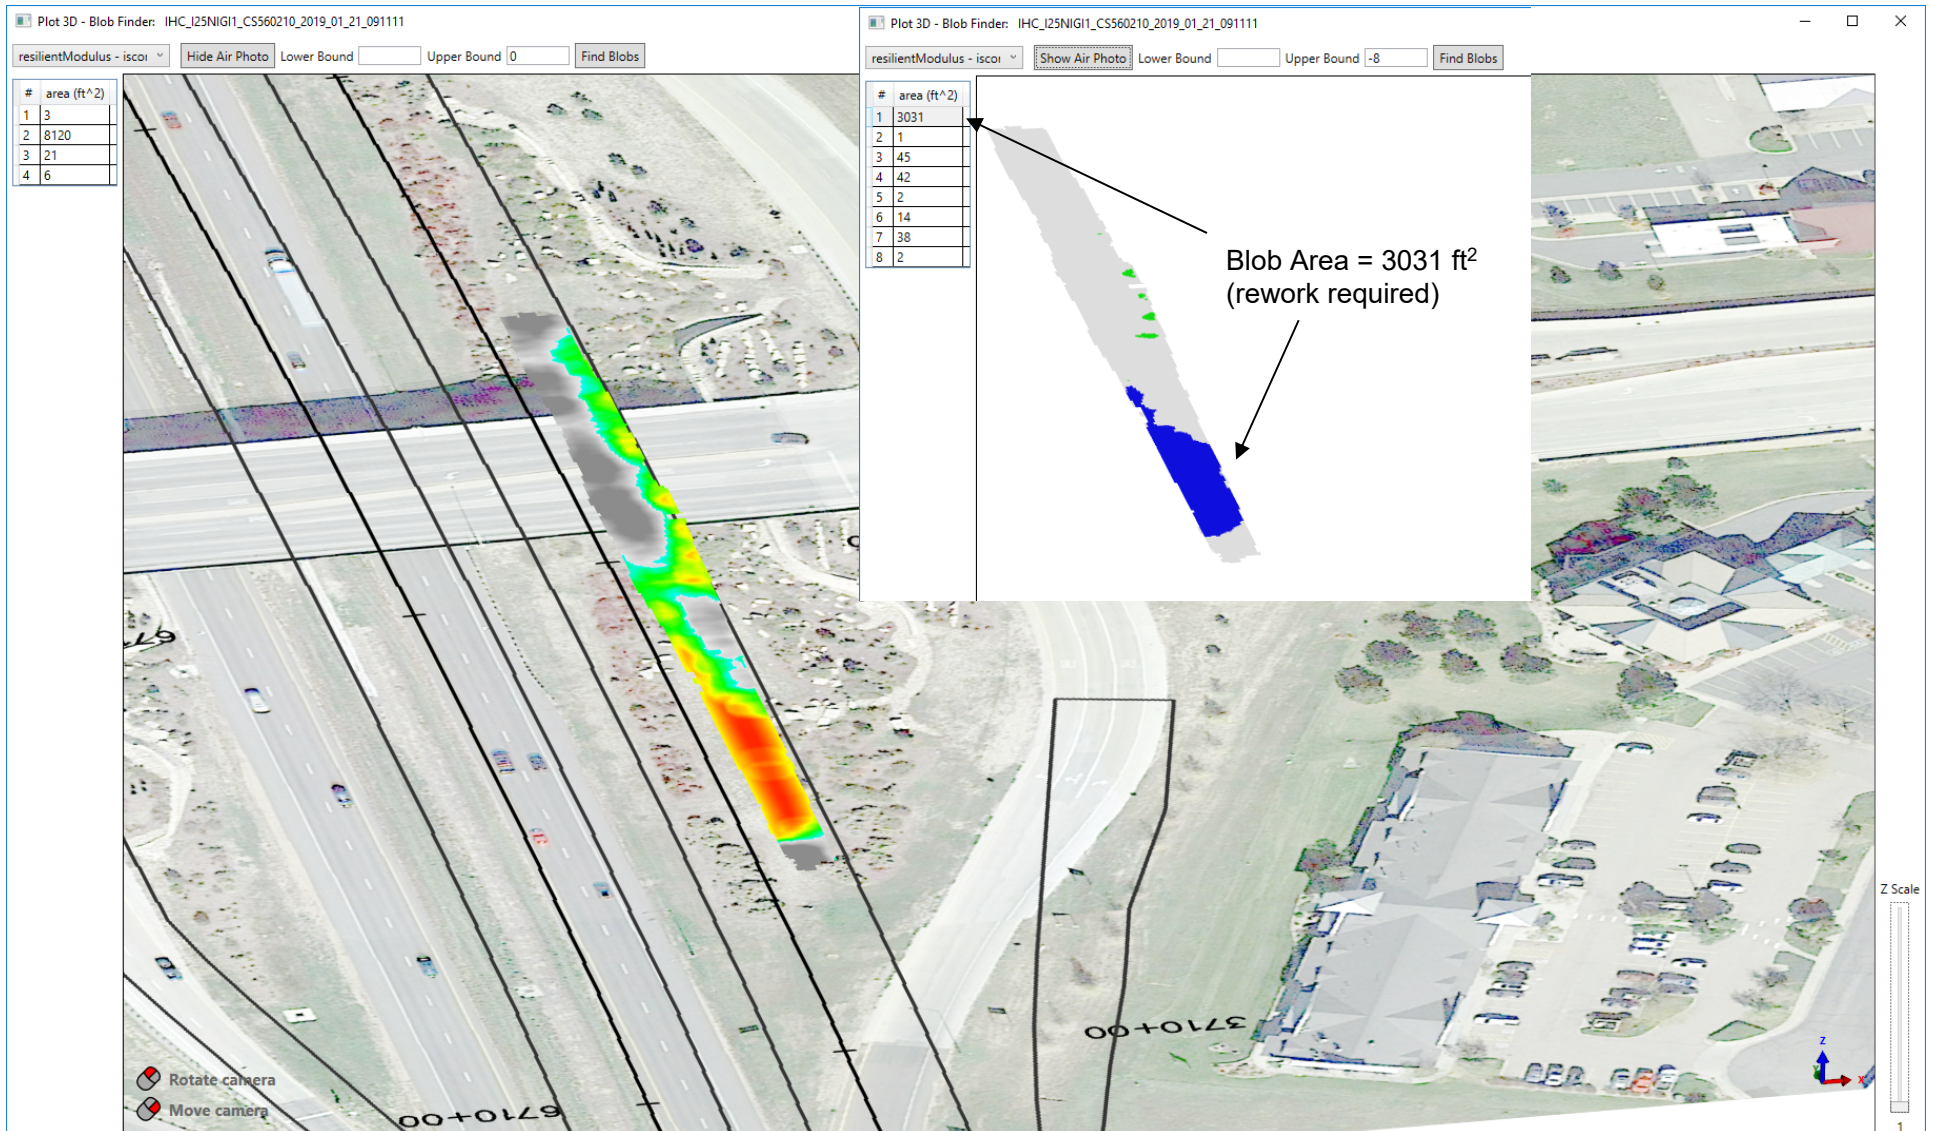 Plot 3D - Blob Finder: IHC_I25NIGI1_CS560210_2019_01_21_091111
resilientModulus - iscor Hide Air Photo Lower Bound Upper Bound 0 Find Blobs
# area (ft^2)
1 3
2 8120
3 21
4 6
Plot 3D - Blob Finder: IHC_I25NIGI1_CS560210_2019_01_21_091111
resilientModulus - iscor Show Air Photo Lower Bound Upper Bound -8 Find Blobs
# area (ft^2)
1 3031
2 1
3 45
4 42
5 2
6 14
7 38
8 2
Blob Area = 3031 ft²
(rework required)
Z Scale
1
3710+00
6710+00
Rotate camera
Move camera
Z
X